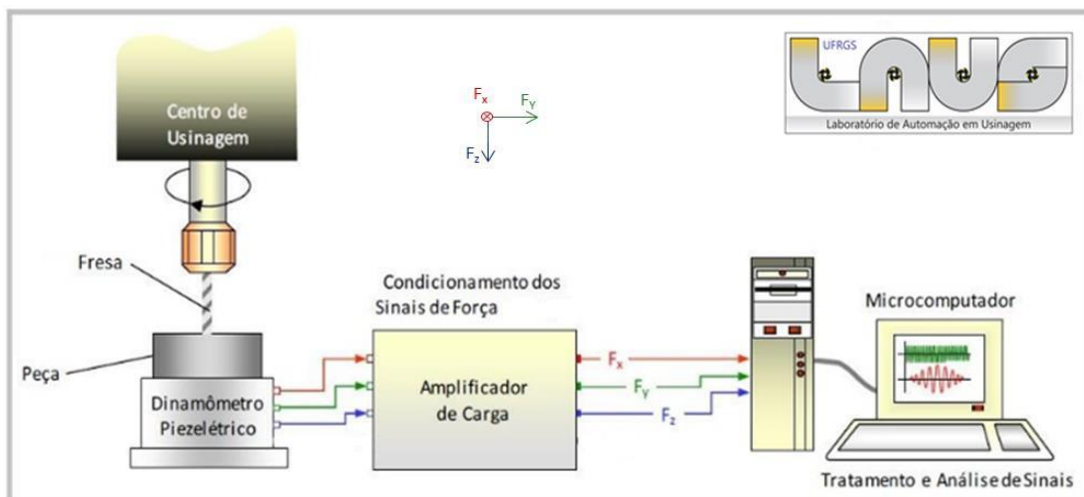 Centro de
Usinagem
Fx
FY
Fz
UFRGS
Laboratório de Automação em Usinagem
Fresa
Peça
Dinamômetro
Piezelétrico
Condicionamento dos
Sinais de Força
Amplificador
de Carga
Fx
Fy
Fz
Microcomputador
Tratamento e Análise de Sinais